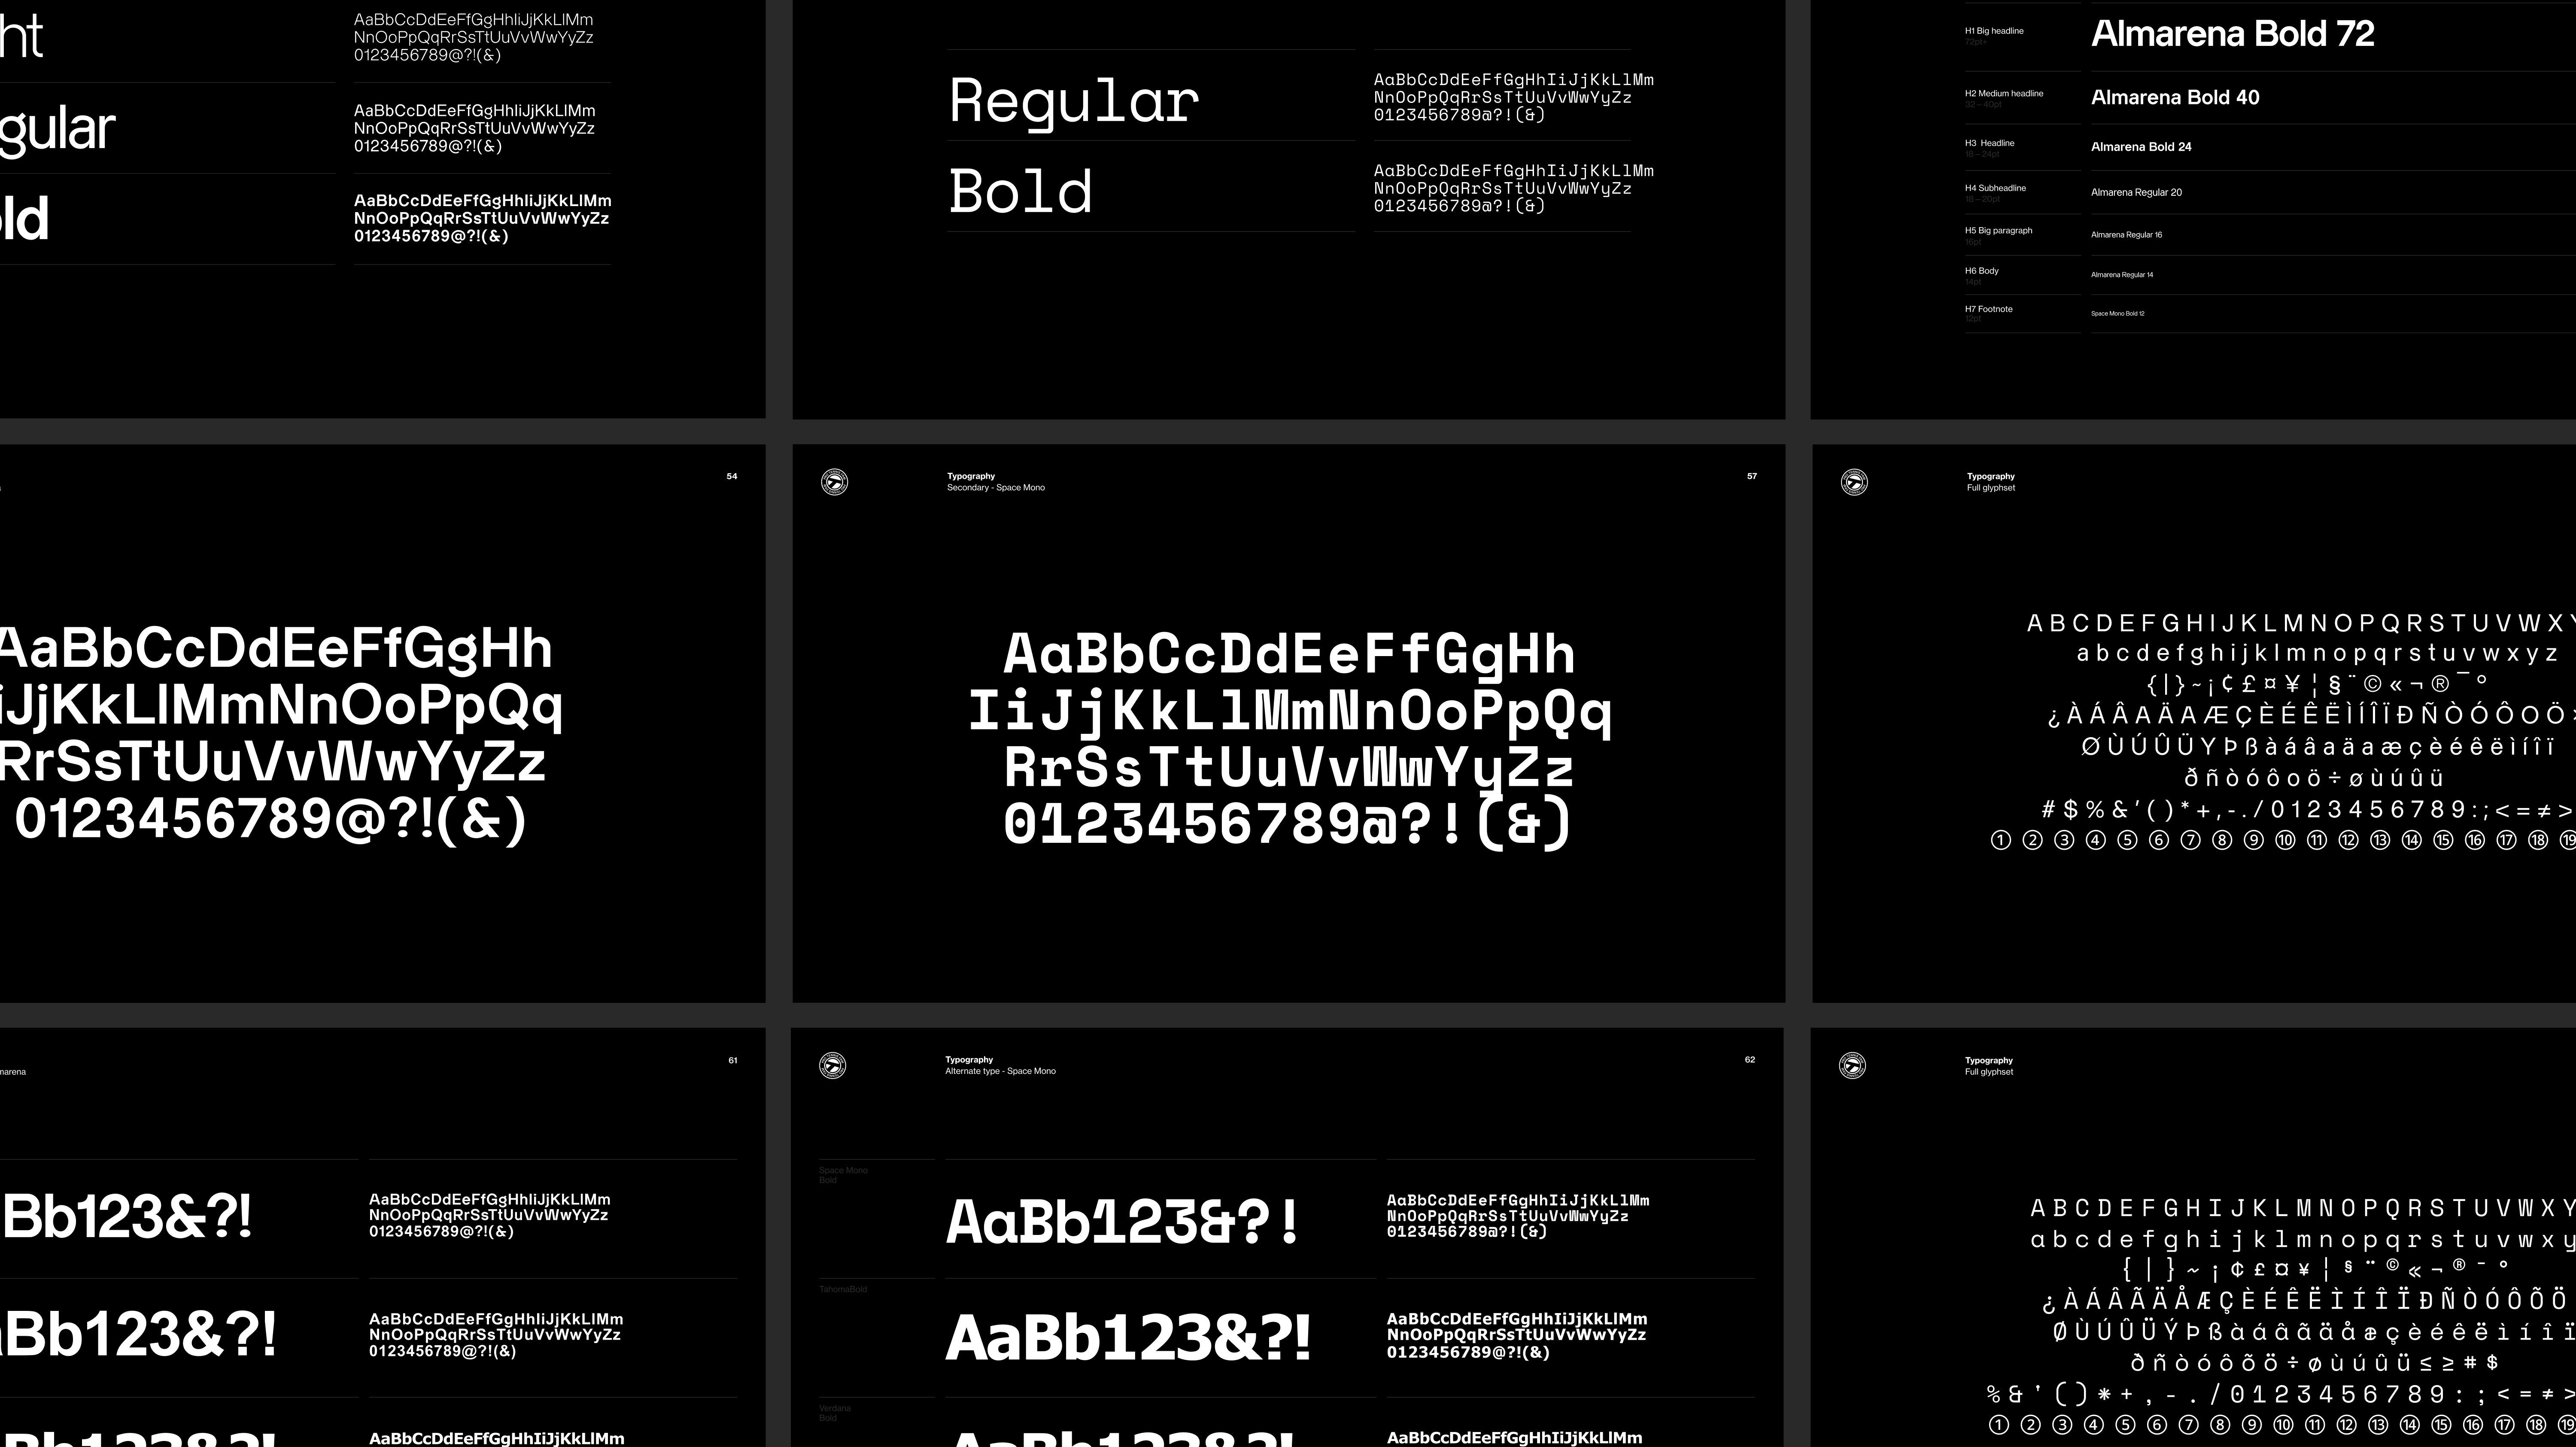 ht
AaBbCcDdEeFfGgHhIiJjKkLlMm
NnOoPpQqRrSsTtUuVvWwYyZz
0123456789@?!(&)
gular
AaBbCcDdEeFfGgHhIiJjKkLlMm
NnOoPpQqRrSsTtUuVvWwYyZz
0123456789@?!(&)
ld
AaBbCcDdEeFfGgHhIiJjKkLlMm
NnOoPpQqRrSsTtUuVvWwYyZz
0123456789@?!(&)
Regular
AaBbCcDdEeFfGgHhIiJjKkLlMm
NnOoPpQqRrSsTtUuVvWwYyZz
0123456789@?!(&)
Bold
AaBbCcDdEeFfGgHhIiJjKkLlMm
NnOoPpQqRrSsTtUuVvWwYyZz
0123456789@?!(&)
H1 Big headline
72pt+
Almarena Bold 72
H2 Medium headline
32 – 40pt
Almarena Bold 40
H3 Headline
18 – 24pt
Almarena Bold 24
H4 Subheadline
18 – 20pt
Almarena Regular 20
H5 Big paragraph
16pt
Almarena Regular 16
H6 Body
14pt
Almarena Regular 14
H7 Footnote
12pt
Space Mono Bold 12
54
AaBbCcDdEeFfGgHh
iJjKkLlMmNnOoPpQq
RrSsTtUuVvWwYyZz
0123456789@?!(&)
Typography
Secondary - Space Mono
57
AaBbCcDdEeFfGgHh
IiJjKkLlMmNnOoPpQq
RrSsTtUuVvWwYyZz
0123456789@?!(&)
Typography
Full glyphset
A B C D E F G H I J K L M N O P Q R S T U V W X Y
a b c d e f g h i j k l m n o p q r s t u v w x y z
{ | } ~ ¡ ¢ £ ¤ ¥ ¦ § ¨ © « ¬ ® ¯ °
¿ À Á Â A Ä A Æ Ç È É Ê Ë Ì Í Î Ï Ð Ñ Ò Ó Ô O Ö ×
Ø Ù Ú Û Ü Y Þ ß à á â a ä a æ ç è é ê ë ì í î ï
ð ñ ò ó ô o ö ÷ ø ù ú û ü
# $ % & ' ( ) * + , - . / 0 1 2 3 4 5 6 7 8 9 : ; < = ≠ >
① ② ③ ④ ⑤ ⑥ ⑦ ⑧ ⑨ ⑩ ⑪ ⑫ ⑬ ⑭ ⑮ ⑯ ⑰ ⑱ ⑲
marena
61
Bb123&?!
AaBbCcDdEeFfGgHhIiJjKkLlMm
NnOoPpQqRrSsTtUuVvWwYyZz
0123456789@?!(&)
aBb123&?!
AaBbCcDdEeFfGgHhIiJjKkLlMm
NnOoPpQqRrSsTtUuVvWwYyZz
0123456789@?!(&)
Bb123&?!
AaBbCcDdEeFfGgHhIiJjKkLlMm
Typography
Alternate type - Space Mono
62
Space Mono
Bold
AaBb123&?!
AaBbCcDdEeFfGgHhIiJjKkLlMm
NnOoPpQqRrSsTtUuVvWwYyZz
0123456789@?!(&)
TahomaBold
AaBb123&?!
AaBbCcDdEeFfGgHhIiJjKkLlMm
NnOoPpQqRrSsTtUuVvWwYyZz
0123456789@?!(&)
Verdana
Bold
AaBb123&?!
AaBbCcDdEeFfGgHhIiJjKkLlMm
Typography
Full glyphset
A B C D E F G H I J K L M N O P Q R S T U V W X Y
a b c d e f g h i j k l m n o p q r s t u v w x y
{ | } ~ ¡ ¢ £ ¤ ¥ ¦ § ¨ © « ¬ ® ¯ °
¿ À Á Â Ã Ä Å Æ Ç È É Ê Ë Ì Í Î Ï Ð Ñ Ò Ó Ô Õ Ö
Ø Ù Ú Û Ü Ý Þ ß à á â ã ä å æ ç è é ê ë ì í î ï
ð ñ ò ó ô õ ö ÷ ø ù ú û ü ≤ ≥ # $
% & ' ( ) * + , - . / 0 1 2 3 4 5 6 7 8 9 : ; < = ≠ >
① ② ③ ④ ⑤ ⑥ ⑦ ⑧ ⑨ ⑩ ⑪ ⑫ ⑬ ⑭ ⑮ ⑯ ⑰ ⑱ ⑲